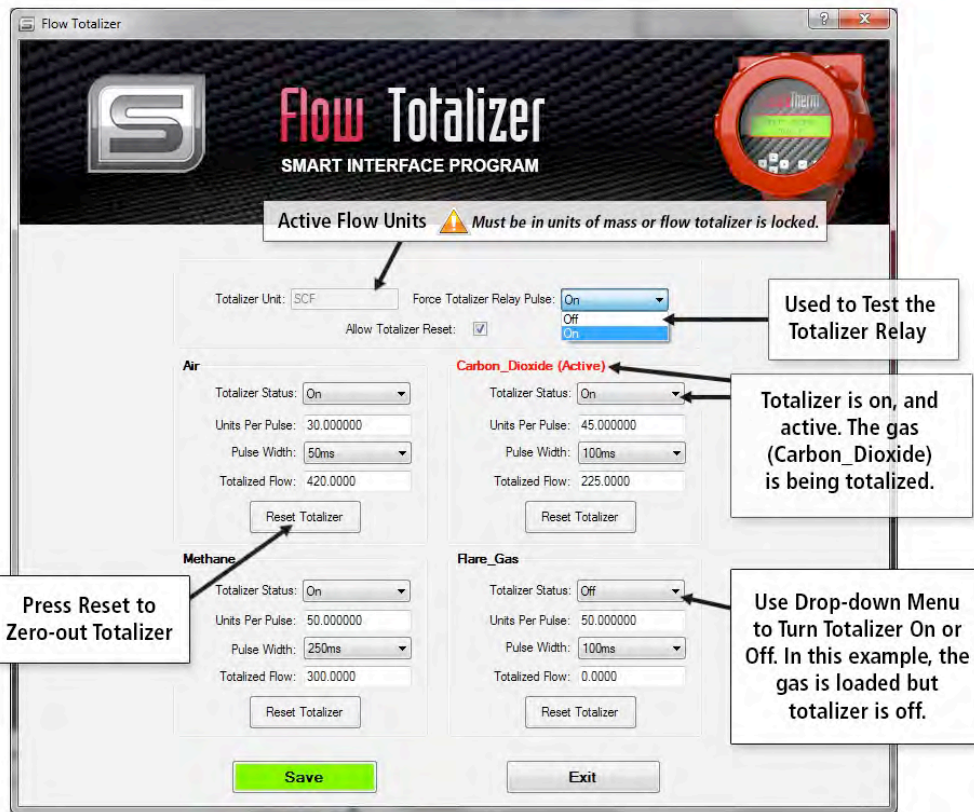 Flow Totalizer
S
Flow Totalizer
SMART INTERFACE PROGRAM
Active Flow Units Must be in units of mass or flow totalizer is locked.
Totalizer Unit: SCF Force Totalizer Relay Pulse: On
Off
On
Allow Totalizer Reset:
Used to Test the
Totalizer Relay
Air
Totalizer Status: On
Units Per Pulse: 30.000000
Pulse Width: 50ms
Totalized Flow: 420.0000
Reset Totalizer
Carbon_Dioxide (Active)
Totalizer Status: On
Units Per Pulse: 45.000000
Pulse Width: 100ms
Totalized Flow: 225.0000
Reset Totalizer
Totalizer is on, and
active. The gas
(Carbon_Dioxide)
is being totalized.
Press Reset to
Zero-out Totalizer
Methane
Totalizer Status: On
Units Per Pulse: 50.000000
Pulse Width: 250ms
Totalized Flow: 300.0000
Reset Totalizer
Flare_Gas
Totalizer Status: Off
Units Per Pulse: 50.000000
Pulse Width: 100ms
Totalized Flow: 0.0000
Reset Totalizer
Use Drop-down Menu
to Turn Totalizer On or
Off. In this example, the
gas is loaded but
totalizer is off.
Save
Exit